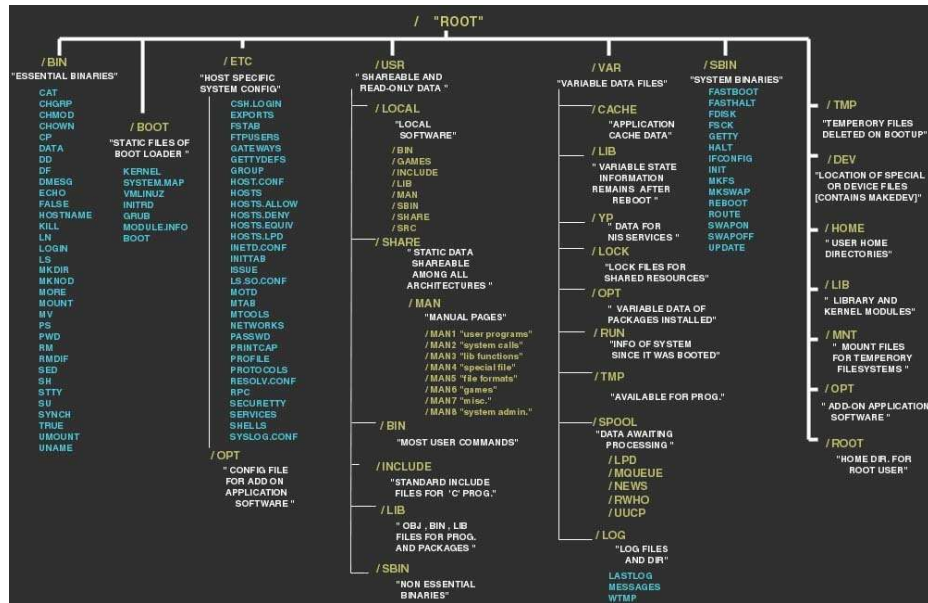 / "ROOT"
/ BIN
"ESSENTIAL BINARIES"
CAT
CHGRP
CHMOD
CHOWN
CP
DATA
DD
DF
DMESG
ECHO
FALSE
HOSTNAME
KILL
LN
LOGIN
LS
MKDIR
MKNOD
MORE
MOUNT
MV
PS
PWD
RM
RMDIF
SED
SH
STTY
SU
SYNCH
TRUE
UMOUNT
UNAME
/ BOOT
"STATIC FILES OF
BOOT LOADER "
KERNEL
SYSTEM.MAP
VMLINUZ
INITRD
GRUB
MODULE.INFO
BOOT
/ ETC
"HOST SPECIFIC
SYSTEM CONFIG"
CSH.LOGIN
EXPORTS
FSTAB
FTPUSERS
GATEWAYS
GETTYDEFS
GROUP
HOST.CONF
HOSTS
HOSTS.ALLOW
HOSTS.DENY
HOSTS.EQUIV
HOSTS.LPD
INETD.CONF
INITTAB
ISSUE
LS.SO.CONF
MOTD
MTAB
MTOOLS
NETWORKS
PASSWD
PRINTCAP
PROFILE
PROTOCOLS
RESOLV.CONF
RPC
SECURETTY
SERVICES
SHELLS
SYSLOG.CONF
/ OPT
" CONFIG FILE
FOR ADD ON
APPLICATION
SOFTWARE "
/ USR
" SHAREABLE AND
READ-ONLY DATA "
/ LOCAL
"LOCAL
SOFTWARE"
/ BIN
/ GAMES
/ INCLUDE
/ LIB
/ MAN
/ SBIN
/ SHARE
/ SRC
/ SHARE
"STATIC DATA
SHAREABLE
AMONG ALL
ARCHITECTURES "
/ MAN
"MANUAL PAGES"
/ MAN1 "user programs"
/ MAN2 "system calls"
/ MAN3 "lib functions"
/ MAN4 "special file"
/ MAN5 "file formats"
/ MAN6 "games"
/ MAN7 "misc."
/ MAN8 "system admin."
/ BIN
"MOST USER COMMANDS"
/ INCLUDE
"STANDARD INCLUDE
FILES FOR 'C' PROG."
/ LIB
" OBJ , BIN , LIB
FILES FOR PROG.
AND PACKAGES "
/ SBIN
"NON ESSENTIAL
BINARIES"
/ VAR
"VARIABLE DATA FILES"
/ CACHE
"APPLICATION
CACHE DATA"
/ LIB
" VARIABLE STATE
INFORMATION
REMAINS AFTER
REBOOT "
/ YP
" DATA FOR
NIS SERVICES "
/ LOCK
"LOCK FILES FOR
SHARED RESOURCES"
/ OPT
" VARIABLE DATA OF
PACKAGES INSTALLED"
/ RUN
"INFO OF SYSTEM
SINCE IT WAS BOOTED"
/ TMP
"AVAILABLE FOR PROG."
/ SPOOL
"DATA AWAITING
PROCESSING "
/ LPD
/ MQUEUE
/ NEWS
/ RWHO
/ UUCP
/ LOG
"LOG FILES
AND DIR"
LASTLOG
MESSAGES
WTMP
/ SBIN
"SYSTEM BINARIES"
FASTBOOT
FASTHALT
FDISK
FSCK
GETTY
HALT
IFCONFIG
INIT
MKFS
MKSWAP
REBOOT
ROUTE
SWAPON
SWAPOFF
UPDATE
/ TMP
"TEMPERORY FILES
DELETED ON BOOTUP"
/ DEV
"LOCATION OF SPECIAL
OR DEVICE FILES
[CONTAINS MAKEDEV]"
/ HOME
" USER HOME
DIRECTORIES"
/ LIB
" LIBRARY AND
KERNEL MODULES"
/ MNT
" MOUNT FILES
FOR TEMPERORY
FILESYSTEMS "
/ OPT
" ADD-ON APPLICATION
SOFTWARE "
/ ROOT
"HOME DIR. FOR
ROOT USER"